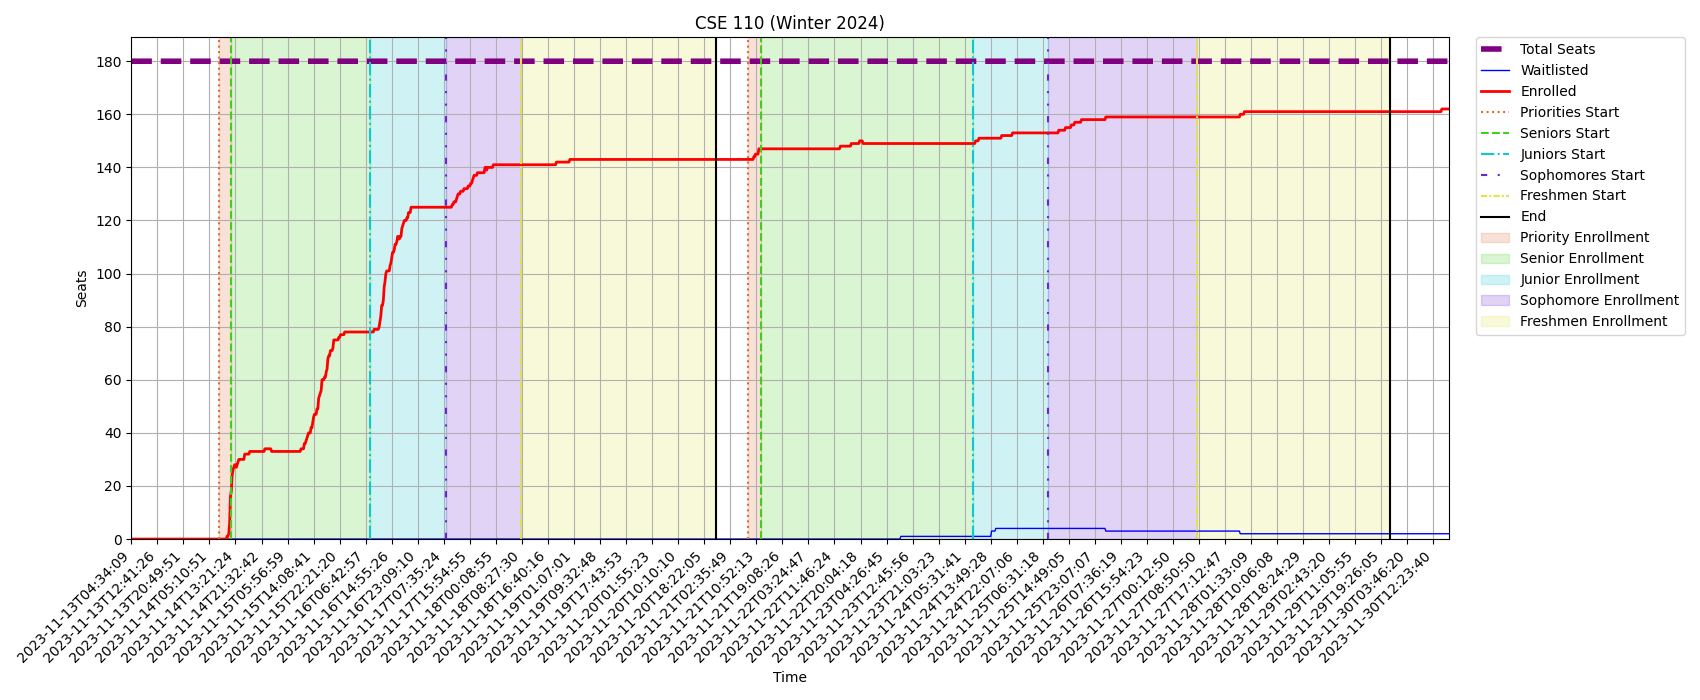 CSE 110 (Winter 2024)
Total Seats
Waitlisted
Enrolled
Priorities Start
Seniors Start
Juniors Start
Sophomores Start
Freshmen Start
End
Priority Enrollment
Senior Enrollment
Junior Enrollment
Sophomore Enrollment
Freshmen Enrollment
Seats
180
160
140
120
100
80
60
40
20
0
2023-11-13T04:34:09
2023-11-13T12:41:26
2023-11-13T20:49:51
2023-11-14T05:10:51
2023-11-14T13:21:24
2023-11-14T21:32:42
2023-11-15T05:56:59
2023-11-15T14:08:41
2023-11-15T22:21:20
2023-11-16T06:42:57
2023-11-16T14:55:26
2023-11-16T23:09:10
2023-11-17T07:35:24
2023-11-17T15:54:55
2023-11-18T00:08:55
2023-11-18T08:27:30
2023-11-18T16:40:16
2023-11-19T01:07:01
2023-11-19T09:32:48
2023-11-19T17:43:53
2023-11-20T01:55:23
2023-11-20T10:10:10
2023-11-20T18:22:05
2023-11-21T02:35:49
2023-11-21T10:52:13
2023-11-21T19:08:26
2023-11-22T03:24:47
2023-11-22T11:46:24
2023-11-22T20:04:18
2023-11-23T04:26:45
2023-11-23T12:45:56
2023-11-23T21:03:23
2023-11-24T05:31:41
2023-11-24T13:49:28
2023-11-24T22:07:06
2023-11-25T06:31:18
2023-11-25T14:49:05
2023-11-25T23:07:07
2023-11-26T07:36:19
2023-11-26T15:54:23
2023-11-27T00:12:50
2023-11-27T08:50:50
2023-11-27T17:12:47
2023-11-28T01:33:09
2023-11-28T10:06:08
2023-11-28T18:24:29
2023-11-29T02:43:20
2023-11-29T11:05:55
2023-11-29T19:26:05
2023-11-30T03:46:20
2023-11-30T12:23:40
Time